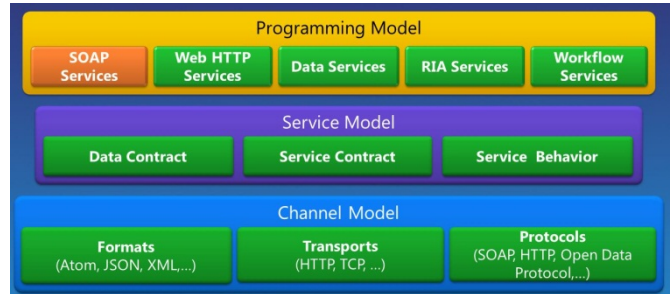 Programming Model
SOAP
Services
Web HTTP
Services
Data Services
RIA Services
Workflow
Services
Service Model
Data Contract
Service Contract
Service Behavior
Channel Model
Formats
(Atom, JSON, XML,...)
Transports
(HTTP, TCP, ...)
Protocols
(SOAP, HTTP, Open Data
Protocol,...)